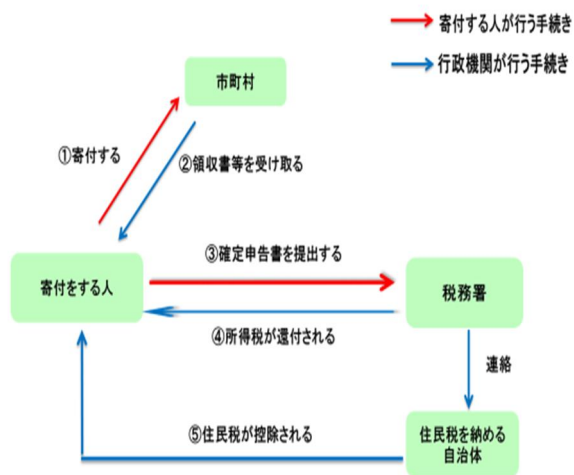 寄付する人が行う手続き
行政機関が行う手続き
市町村
①寄付する
②領収書等を受け取る
③確定申告書を提出する
寄付をする人
税務署
④所得税が還付される
連絡
⑤住民税が控除される
住民税を納める
自治体